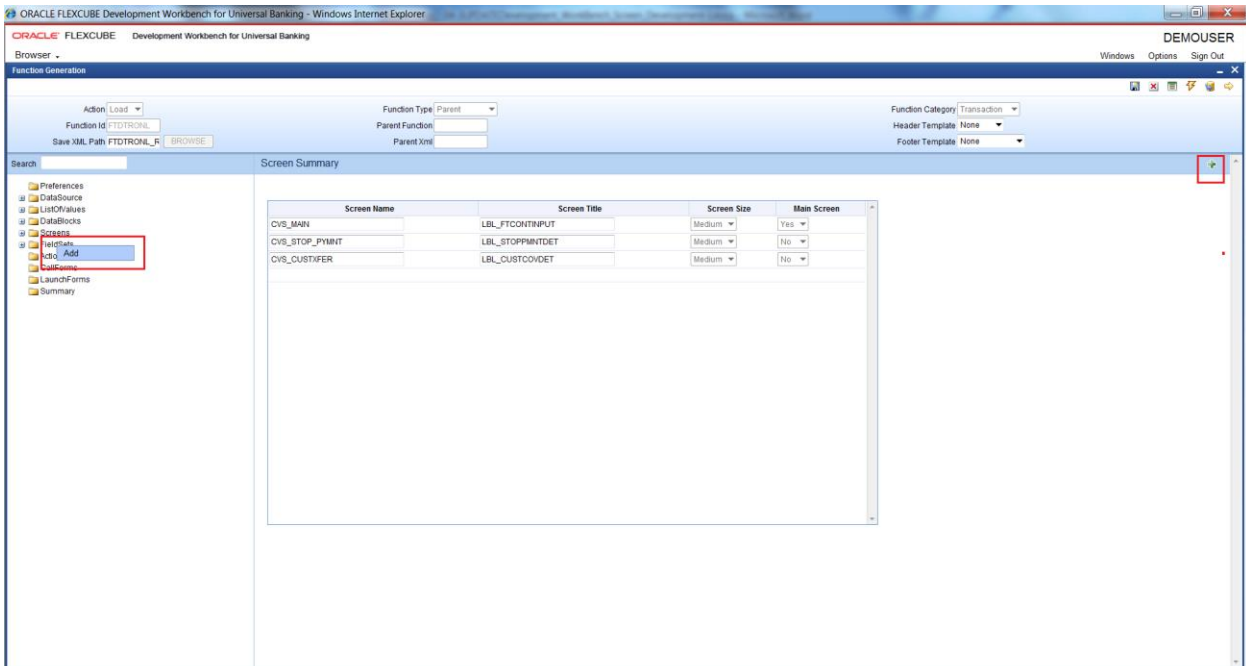 ORACLE FLEXCUBE Development Workbench for Universal Banking - Windows Internet Explorer
ORACLE FLEXCUBE Development Workbench for Universal Banking DEMOUSER
Browser Windows Options Sign Out
Function Generation
Action Load Function Type Parent Function Category Transaction
Function Id FTDTRONL Parent Function Header Template None
Save XML Path FTDTRONL_R BROWSE Parent Xml Footer Template None
Search Screen Summary
Preferences
DataSource
ListOfValues
DataBlocks
Screens
FieldSets
Add
Actio
CallForms
LaunchForms
Summary
Screen Name Screen Title Screen Size Main Screen
CVS_MAIN LBL_FTCONTINPUT Medium Yes
CVS_STOP_PYMNT LBL_STOPPMNTDET Medium No
CVS_CUSTXFER LBL_CUSTCOVDET Medium No